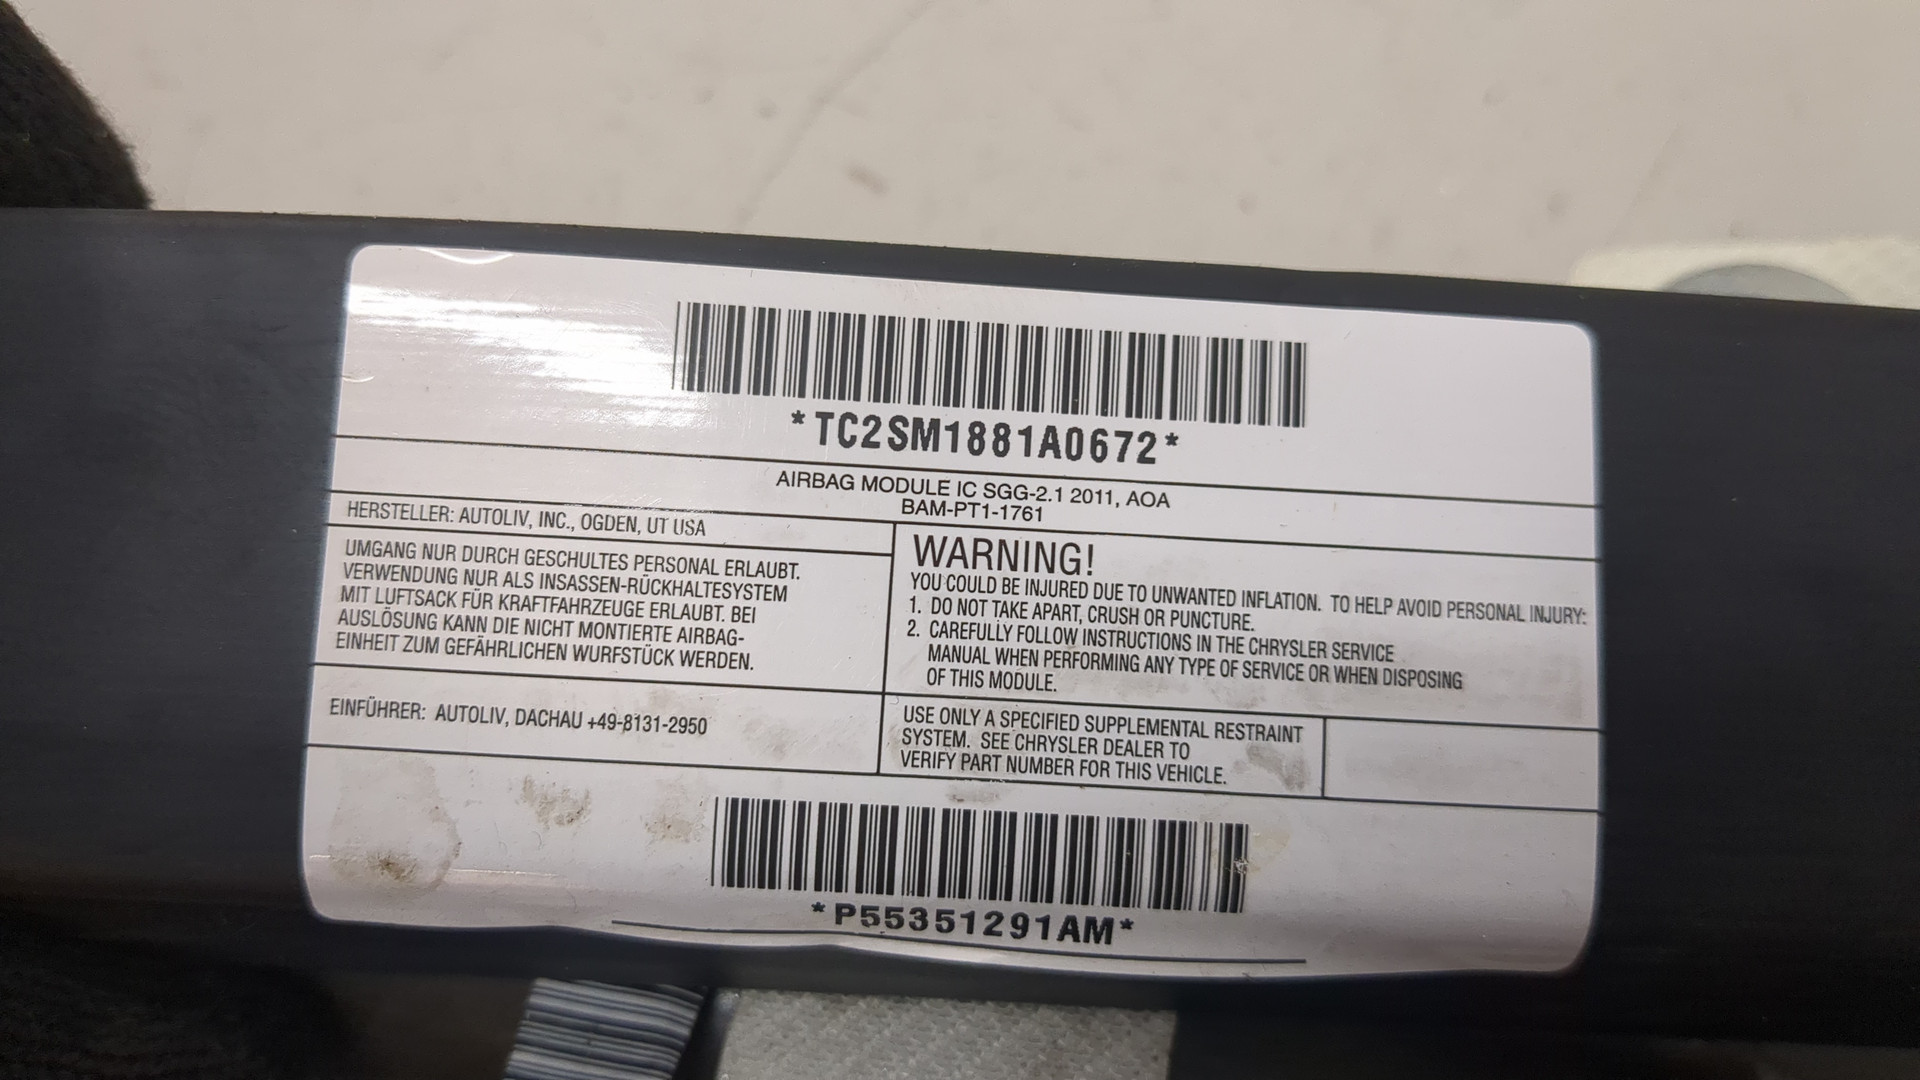 *TC2SM1881A0672*
AIRBAG MODULE IC SGG-2.1 2011, AOA
BAM-PT1-1761
HERSTELLER: AUTOLIV, INC., OGDEN, UT USA
UMGANG NUR DURCH GESCHULTES PERSONAL ERLAUBT.
VERWENDUNG NUR ALS INSASSEN-RÜCKHALTESYSTEM
MIT LUFTSACK FÜR KRAFTFAHRZEUGE ERLAUBT. BEI
AUSLÖSUNG KANN DIE NICHT MONTIERTE AIRBAG-
EINHEIT ZUM GEFÄHRLICHEN WURFSTÜCK WERDEN.
EINFÜHRER: AUTOLIV, DACHAU +49-8131-2950
WARNING!
YOU COULD BE INJURED DUE TO UNWANTED INFLATION. TO HELP AVOID PERSONAL INJURY:
1. DO NOT TAKE APART, CRUSH OR PUNCTURE.
2. CAREFULLY FOLLOW INSTRUCTIONS IN THE CHRYSLER SERVICE
MANUAL WHEN PERFORMING ANY TYPE OF SERVICE OR WHEN DISPOSING
OF THIS MODULE.
USE ONLY A SPECIFIED SUPPLEMENTAL RESTRAINT
SYSTEM. SEE CHRYSLER DEALER TO
VERIFY PART NUMBER FOR THIS VEHICLE.
*P55351291AM*